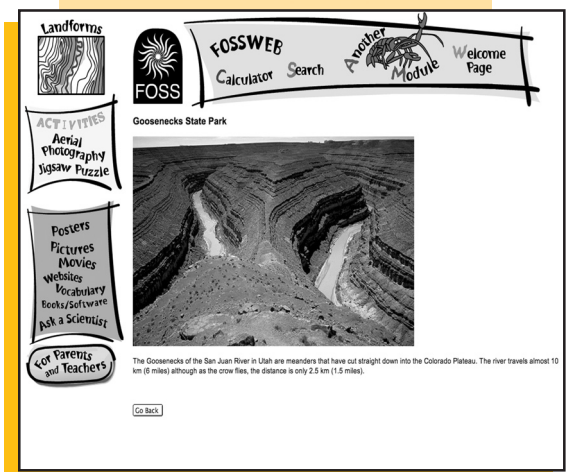 Landforms
FOSS
FOSSWEB
Calculator
Search
Another
Module
Welcome
Page
ACTIVITIES
Aerial
Photography
Jigsaw Puzzle
Posters
Pictures
Movies
Websites
Vocabulary
Books/Software
Ask a Scientist
For Parents
and Teachers
Goosenecks State Park
The Goosenecks of the San Juan River in Utah are meanders that have cut straight down into the Colorado Plateau. The river travels almost 10
km (6 miles) although as the crow flies, the distance is only 2.5 km (1.5 miles).
Go Back